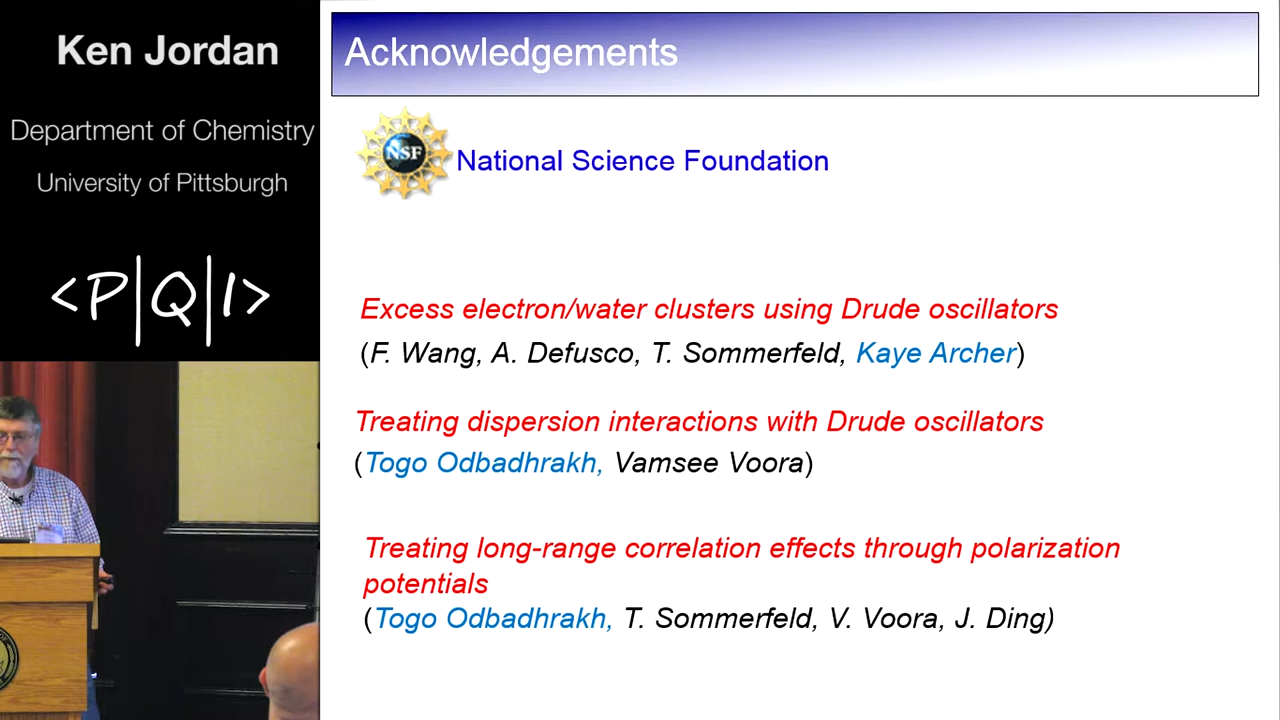 Ken Jordan
Department of Chemistry
University of Pittsburgh
<P|Q|I>
Acknowledgements
NSF
National Science Foundation
Excess electron/water clusters using Drude oscillators
(F. Wang, A. Defusco, T. Sommerfeld, Kaye Archer)
Treating dispersion interactions with Drude oscillators
(Togo Odbadhrakh, Vamsee Voora)
Treating long-range correlation effects through polarization
potentials
(Togo Odbadhrakh, T. Sommerfeld, V. Voora, J. Ding)